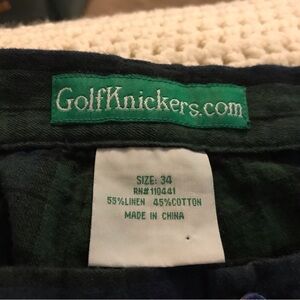 GolfKnickers.com
SIZE: 34
RN# 110441
55%LINEN 45%COTTON
MADE IN CHINA